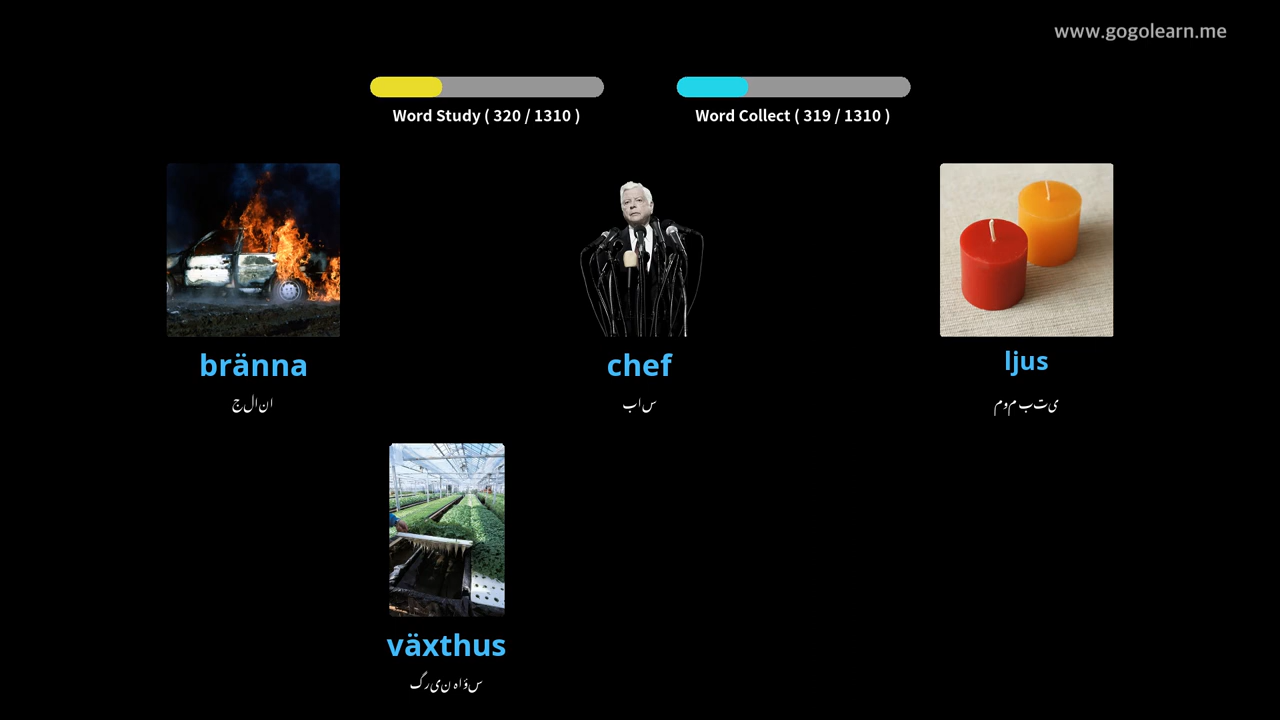 www.gogolearn.me
Word Study ( 320 / 1310 )
Word Collect ( 319 / 1310 )
bränna
جلانا
chef
باس
ljus
موم بتی
växthus
گرین ہاؤس